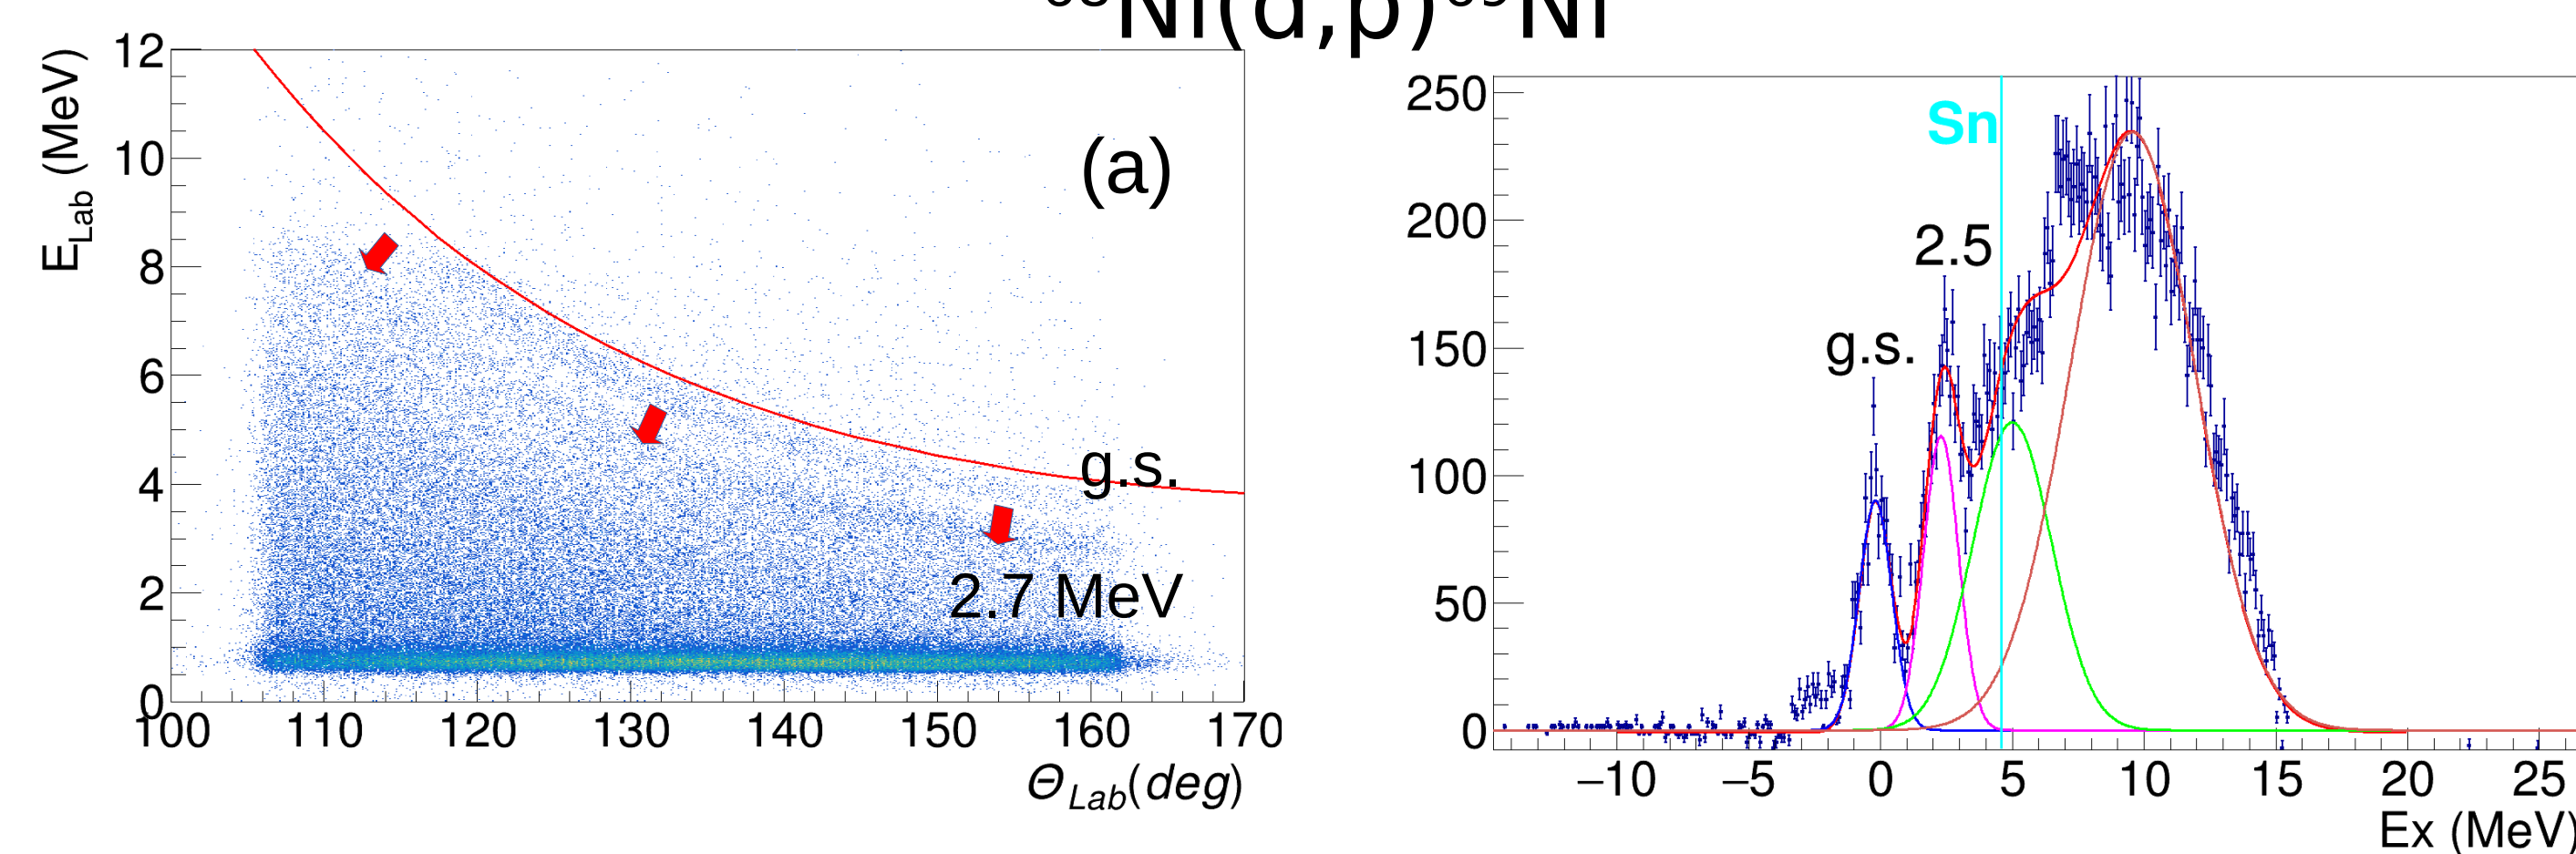 Ni(d,p) Ni
12
10
8
6
4
2
0
E_Lab (MeV)
(a)
g.s.
2.7 MeV
100 110 120 130 140 150 160 170
Θ_Lab(deg)
250
200
150
100
50
0
Sn
2.5
g.s.
−10 −5 0 5 10 15 20 25
Ex (MeV)